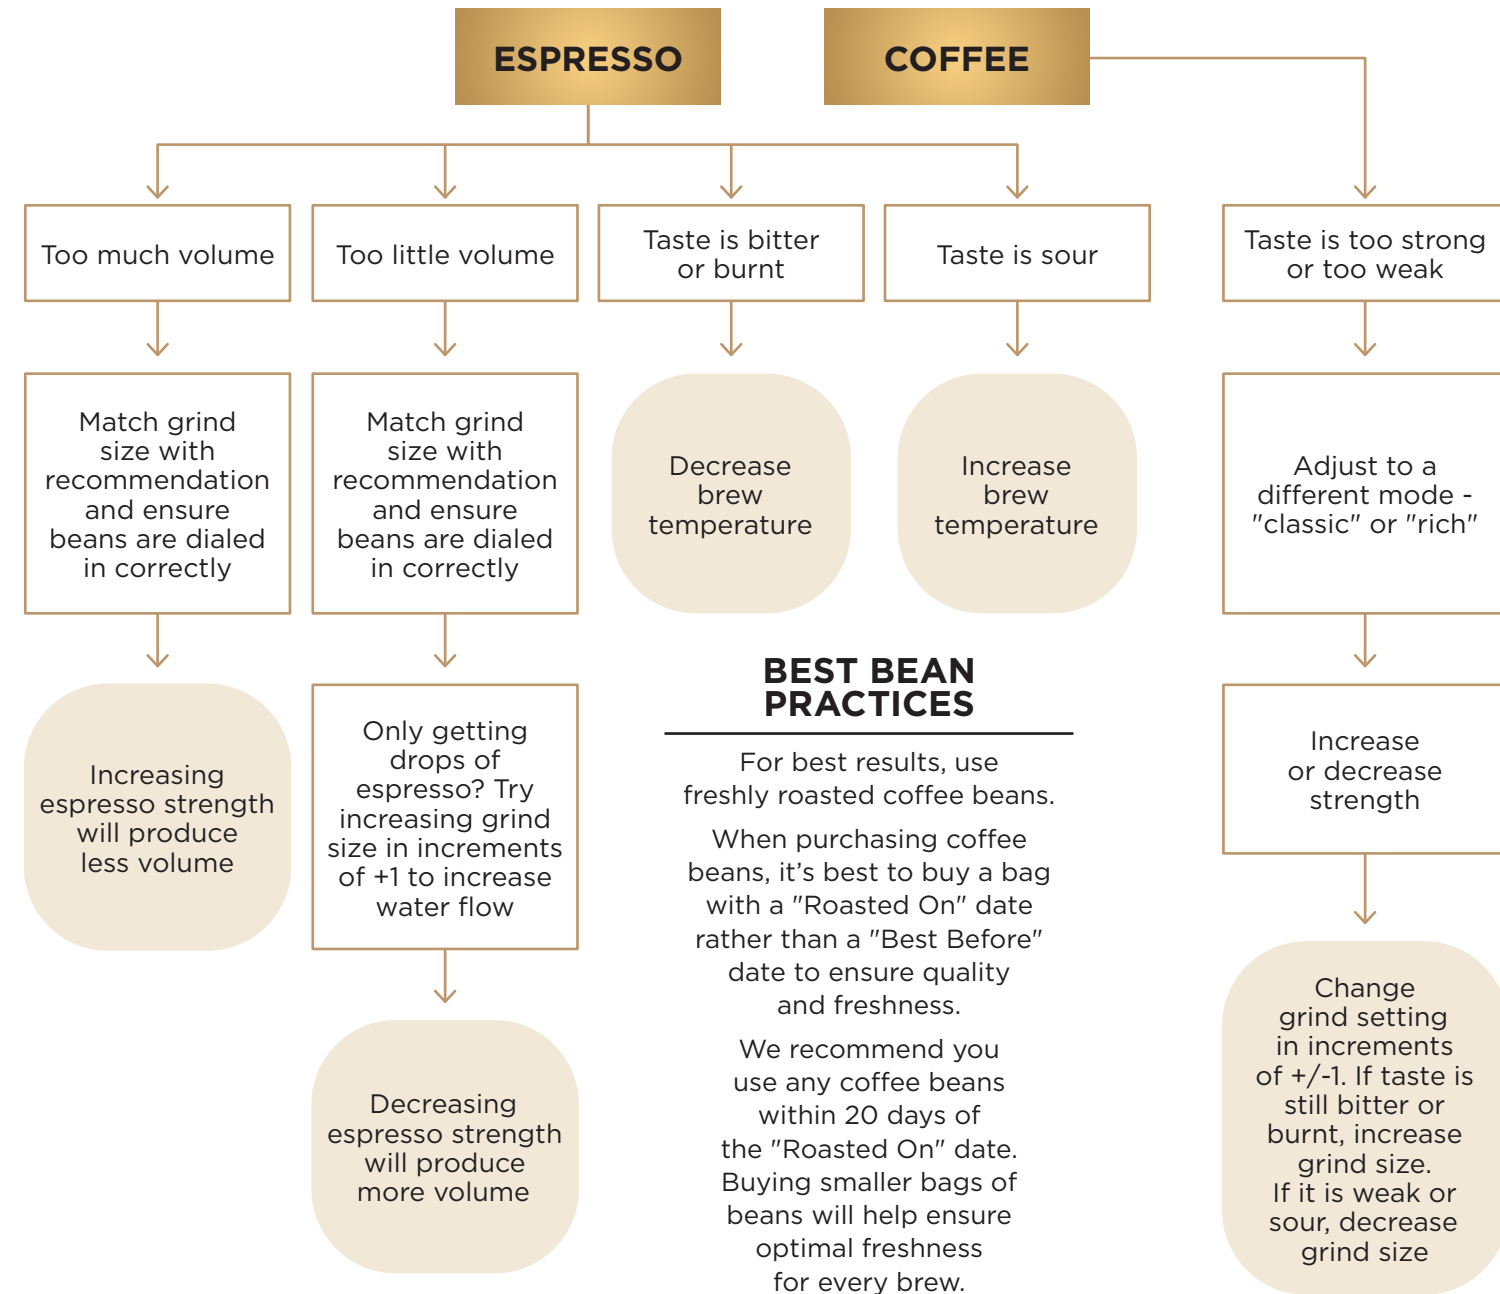 ESPRESSO
COFFEE
Too much volume
Too little volume
Taste is bitter
or burnt
Taste is sour
Taste is too strong
or too weak
Match grind
size with
recommendation
and ensure
beans are dialed
in correctly
Match grind
size with
recommendation
and ensure
beans are dialed
in correctly
Decrease
brew
temperature
Increase
brew
temperature
Adjust to a
different mode -
"classic" or "rich"
Increasing
espresso strength
will produce
less volume
Only getting
drops of
espresso? Try
increasing grind
size in increments
of +1 to increase
water flow
Decreasing
espresso strength
will produce
more volume
BEST BEAN
PRACTICES
For best results, use
freshly roasted coffee beans.
When purchasing coffee
beans, it’s best to buy a bag
with a "Roasted On" date
rather than a "Best Before"
date to ensure quality
and freshness.
We recommend you
use any coffee beans
within 20 days of
the "Roasted On" date.
Buying smaller bags of
beans will help ensure
optimal freshness
for every brew.
Increase
or decrease
strength
Change
grind setting
in increments
of +/-1. If taste is
still bitter or
burnt, increase
grind size.
If it is weak or
sour, decrease
grind size